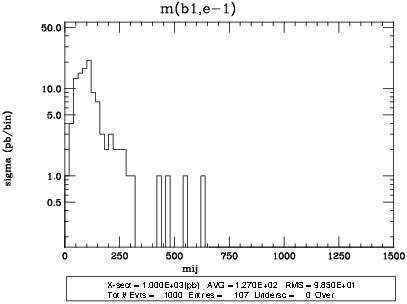 m(b1,e−1)
50.0
10.0
5.0
1.0
0.5
sigma (pb/bin)
0 250 500 750 1000 1250 1500
mij
X-sect = 1.000E+03(pb) AVG = 1.270E+02 RMS = 9.850E+01
Tot # Evts = 1000 Entries = 107 Undersc = 0 Over